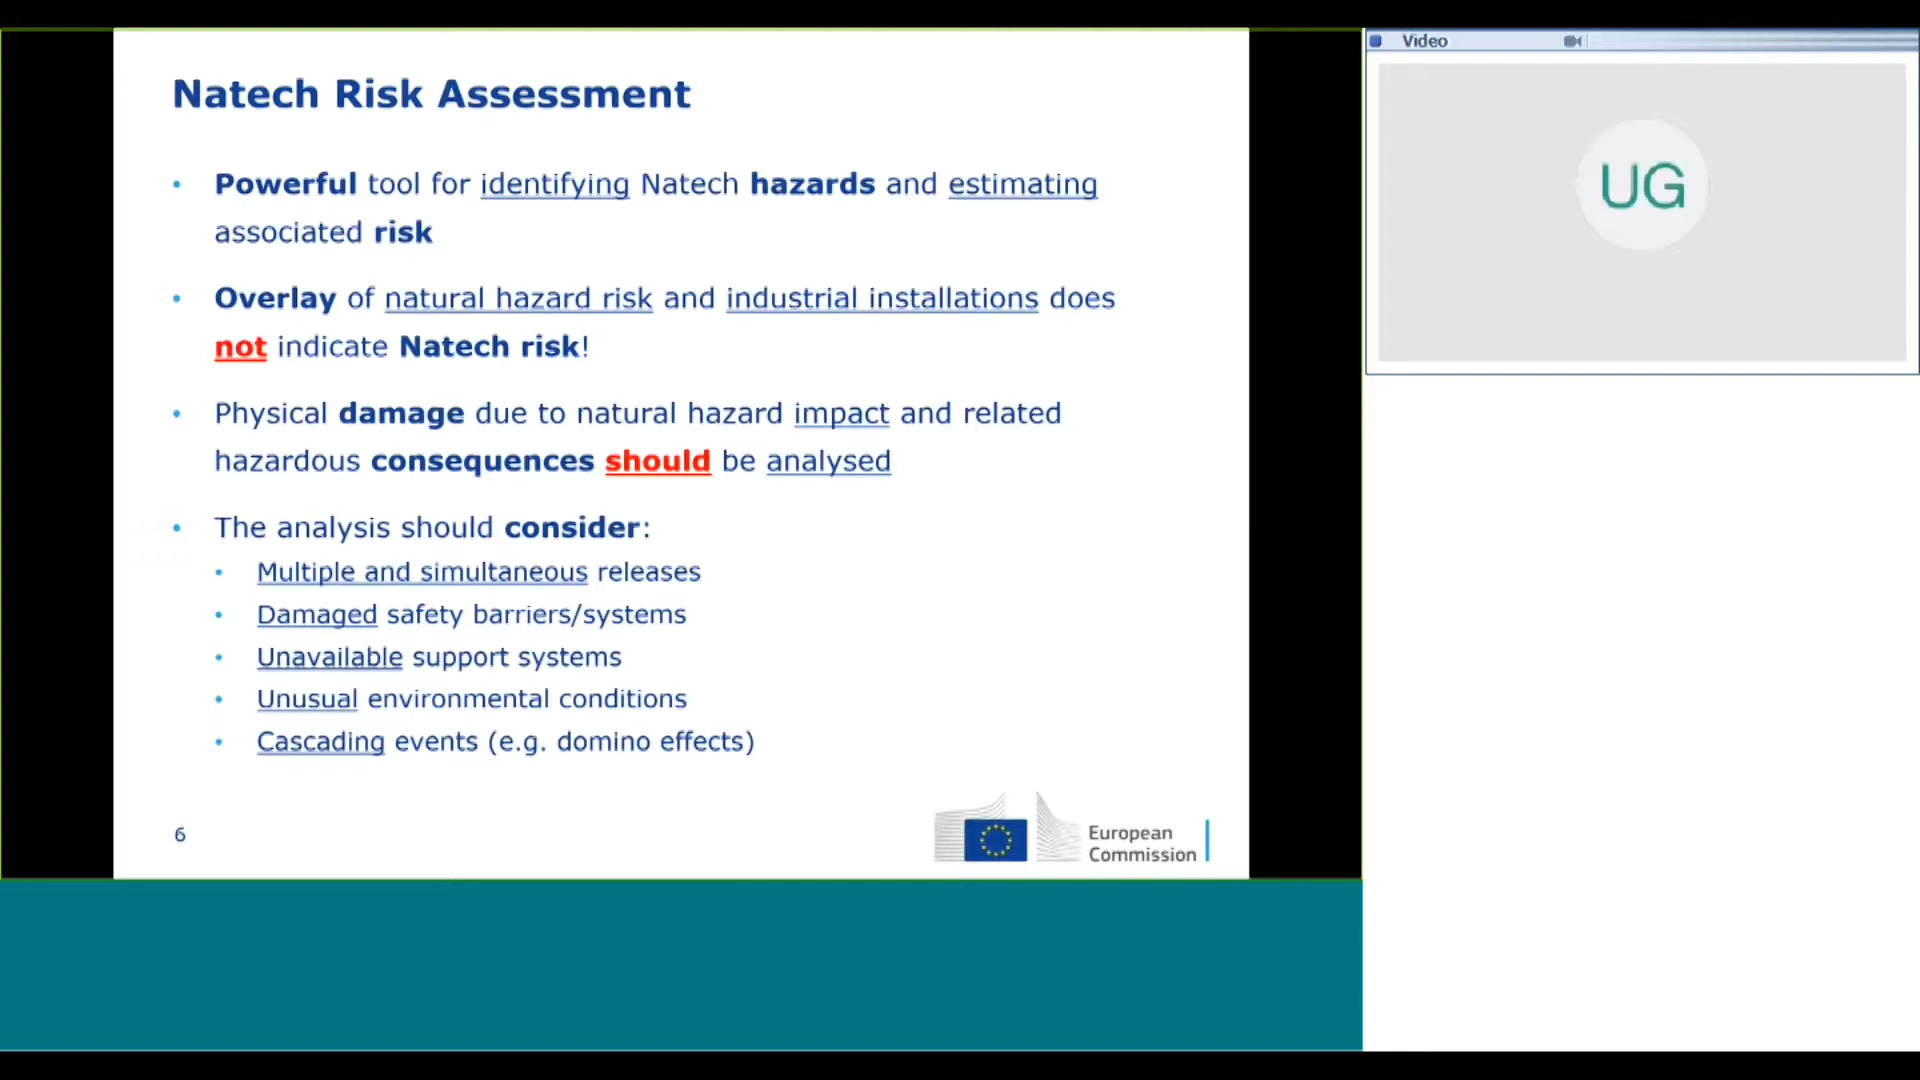 Natech Risk Assessment
• Powerful tool for identifying Natech hazards and estimating
associated risk
• Overlay of natural hazard risk and industrial installations does
not indicate Natech risk!
• Physical damage due to natural hazard impact and related
hazardous consequences should be analysed
• The analysis should consider:
• Multiple and simultaneous releases
• Damaged safety barriers/systems
• Unavailable support systems
• Unusual environmental conditions
• Cascading events (e.g. domino effects)
6
European
Commission
Video
UG